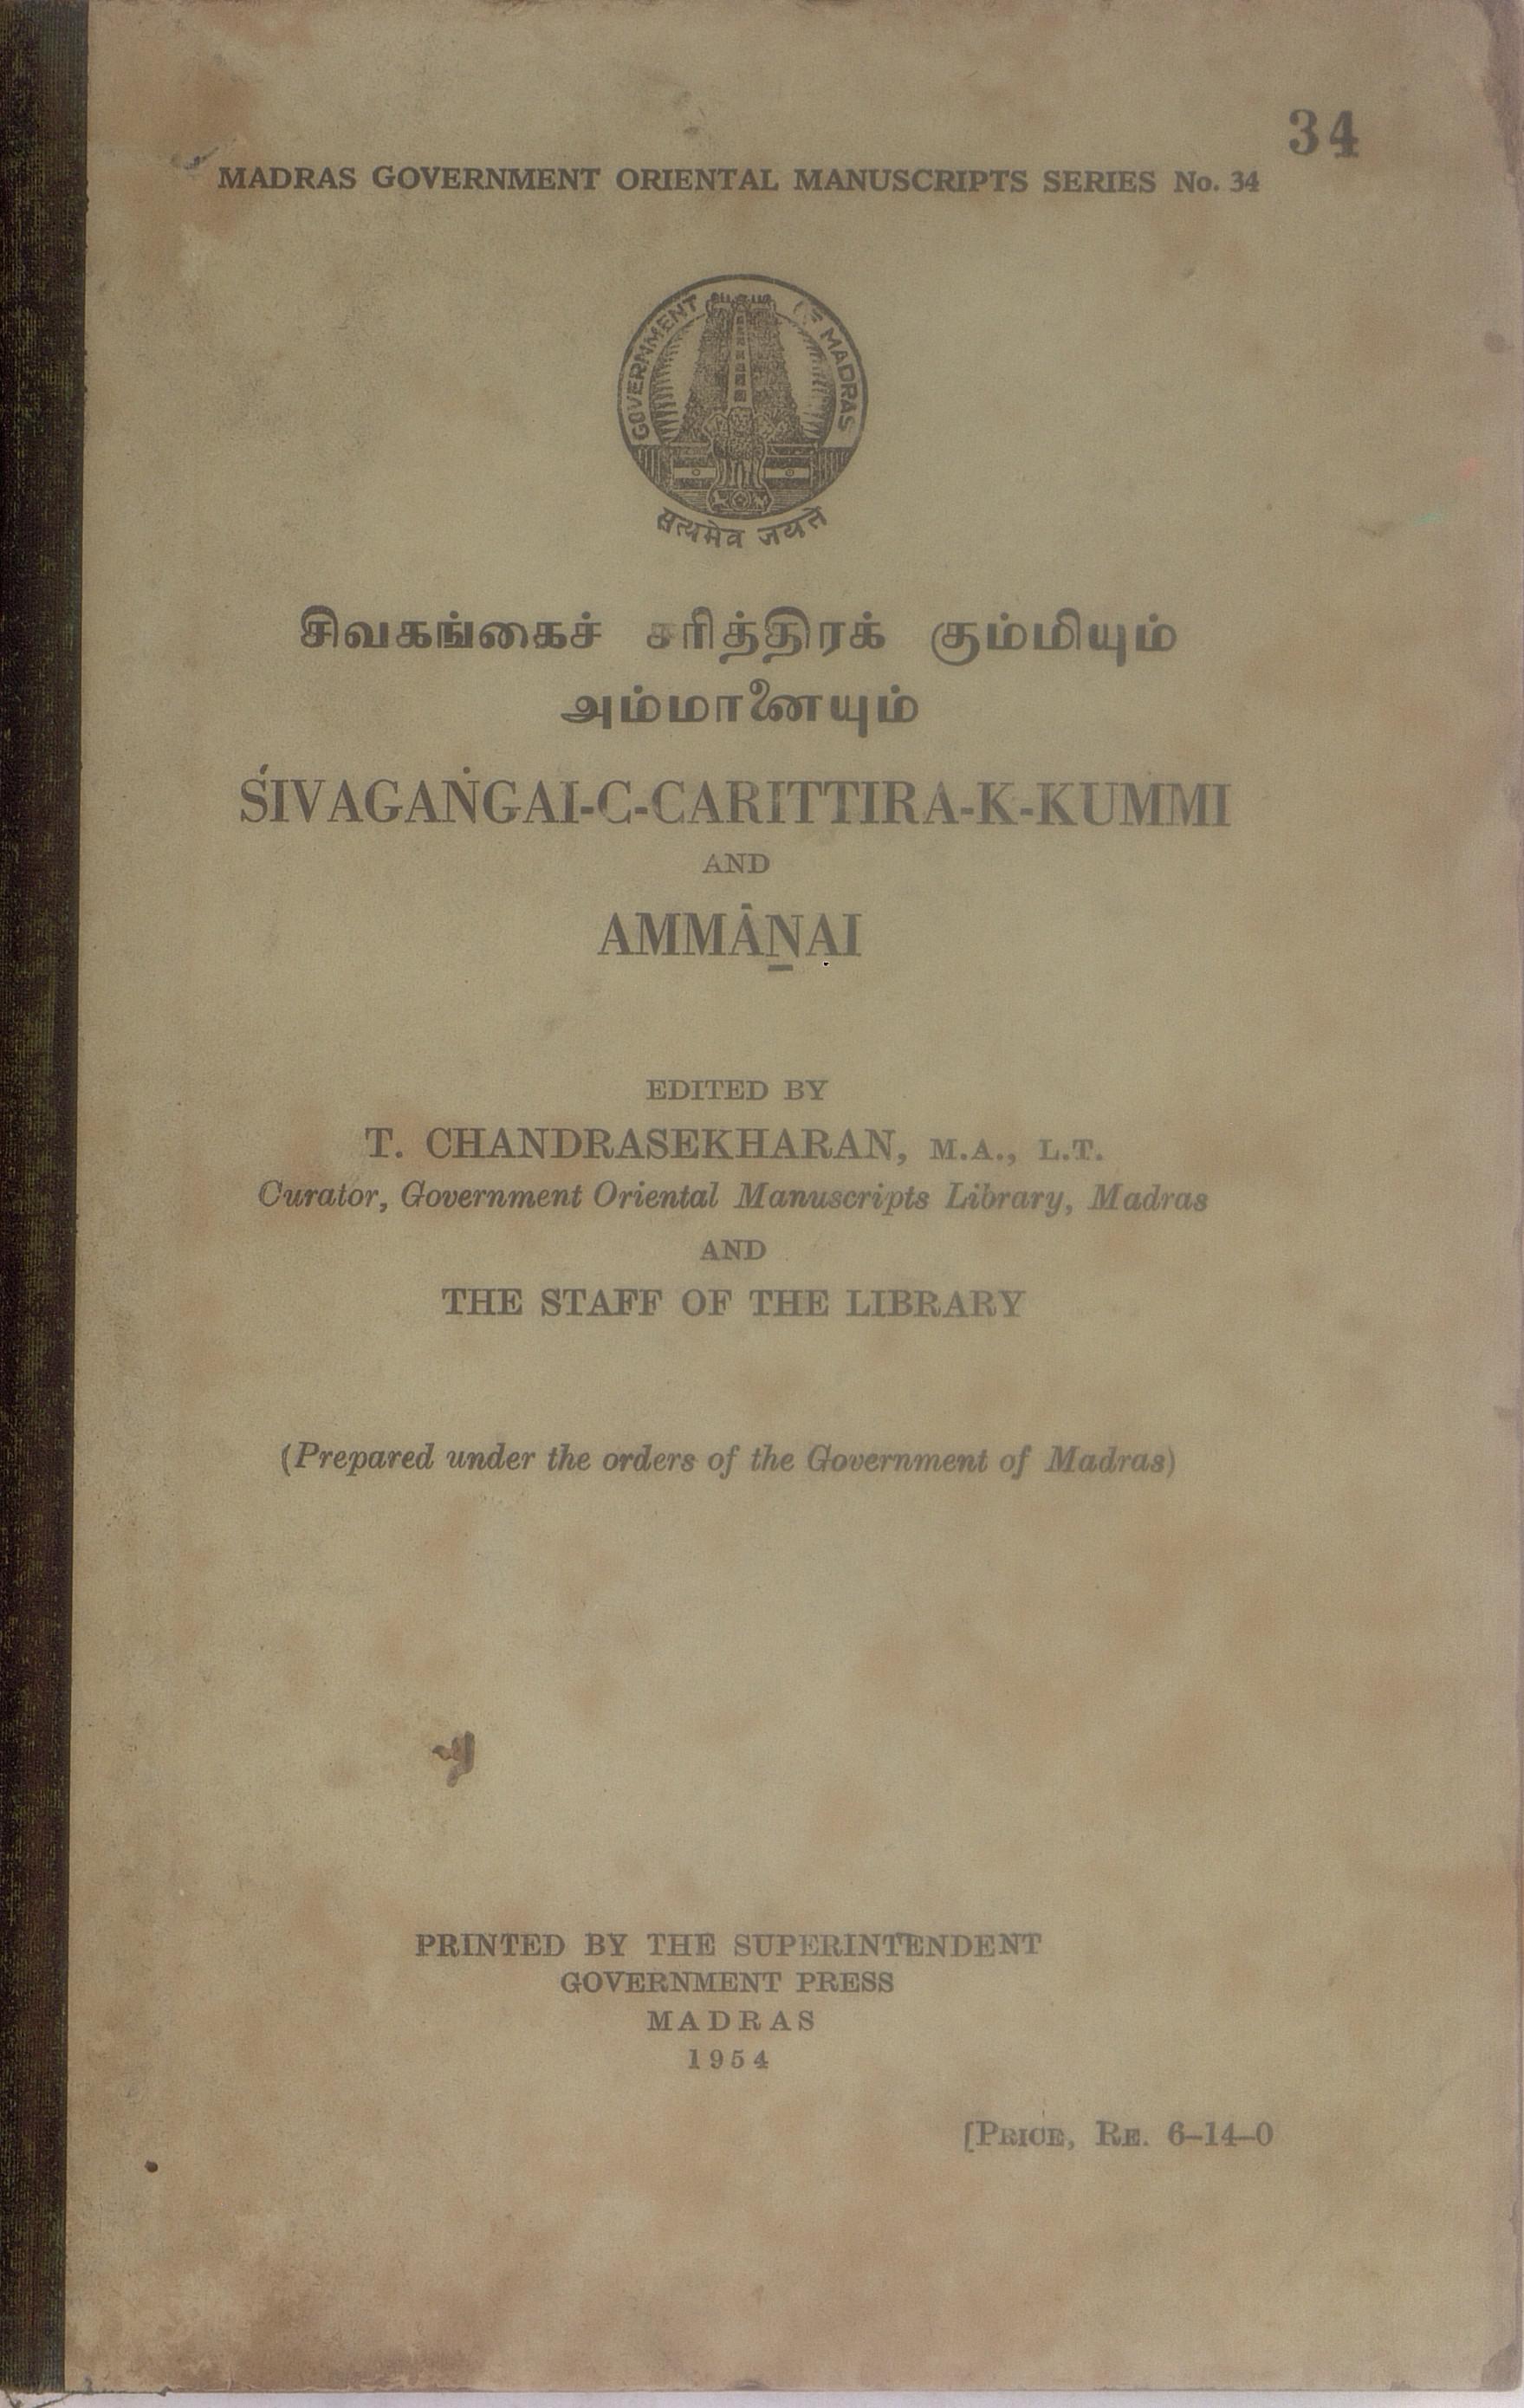 34
MADRAS GOVERNMENT ORIENTAL MANUSCRIPTS SERIES No. 34
GOVERNMENT OF MADRAS
सत्यमेव जयते
சிவகங்கைச் சரித்திரக் கும்மியும்
அம்மானையும்
ŚIVAGAṄGAI-C-CARITTIRA-K-KUMMI
AND
AMMĀṈAI
EDITED BY
T. CHANDRASEKHARAN, M.A., L.T.
Curator, Government Oriental Manuscripts Library, Madras
AND
THE STAFF OF THE LIBRARY
(Prepared under the orders of the Government of Madras)
PRINTED BY THE SUPERINTENDENT
GOVERNMENT PRESS
MADRAS
1954
[PRICE, RE. 6–14–0